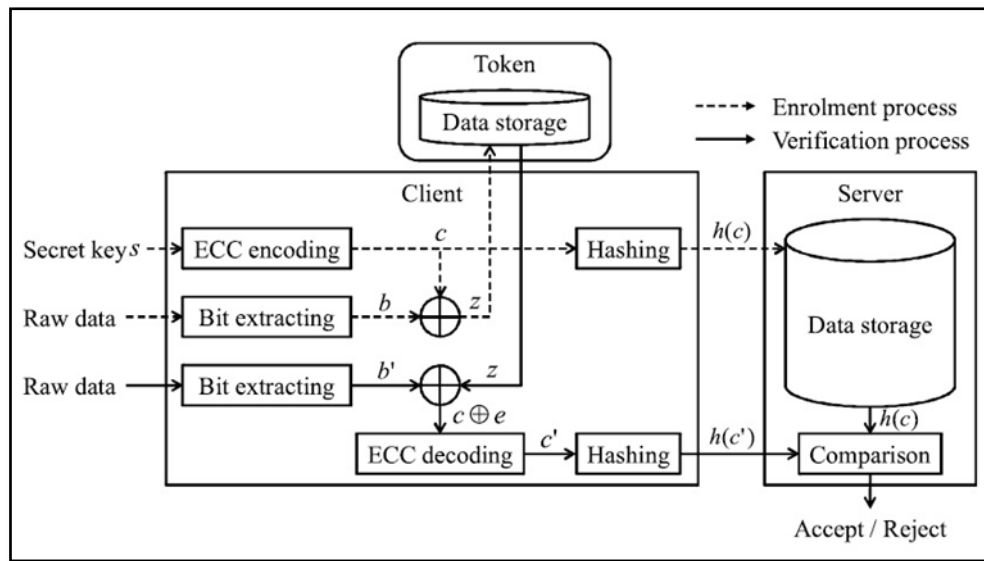 Token
Data storage
Enrolment process
Verification process
Client
Server
Secret key s
ECC encoding
c
Hashing
h(c)
Raw data
Bit extracting
b
z
Data storage
Raw data
Bit extracting
b'
z
c ⊕ e
h(c)
ECC decoding
c'
Hashing
h(c')
Comparison
Accept / Reject